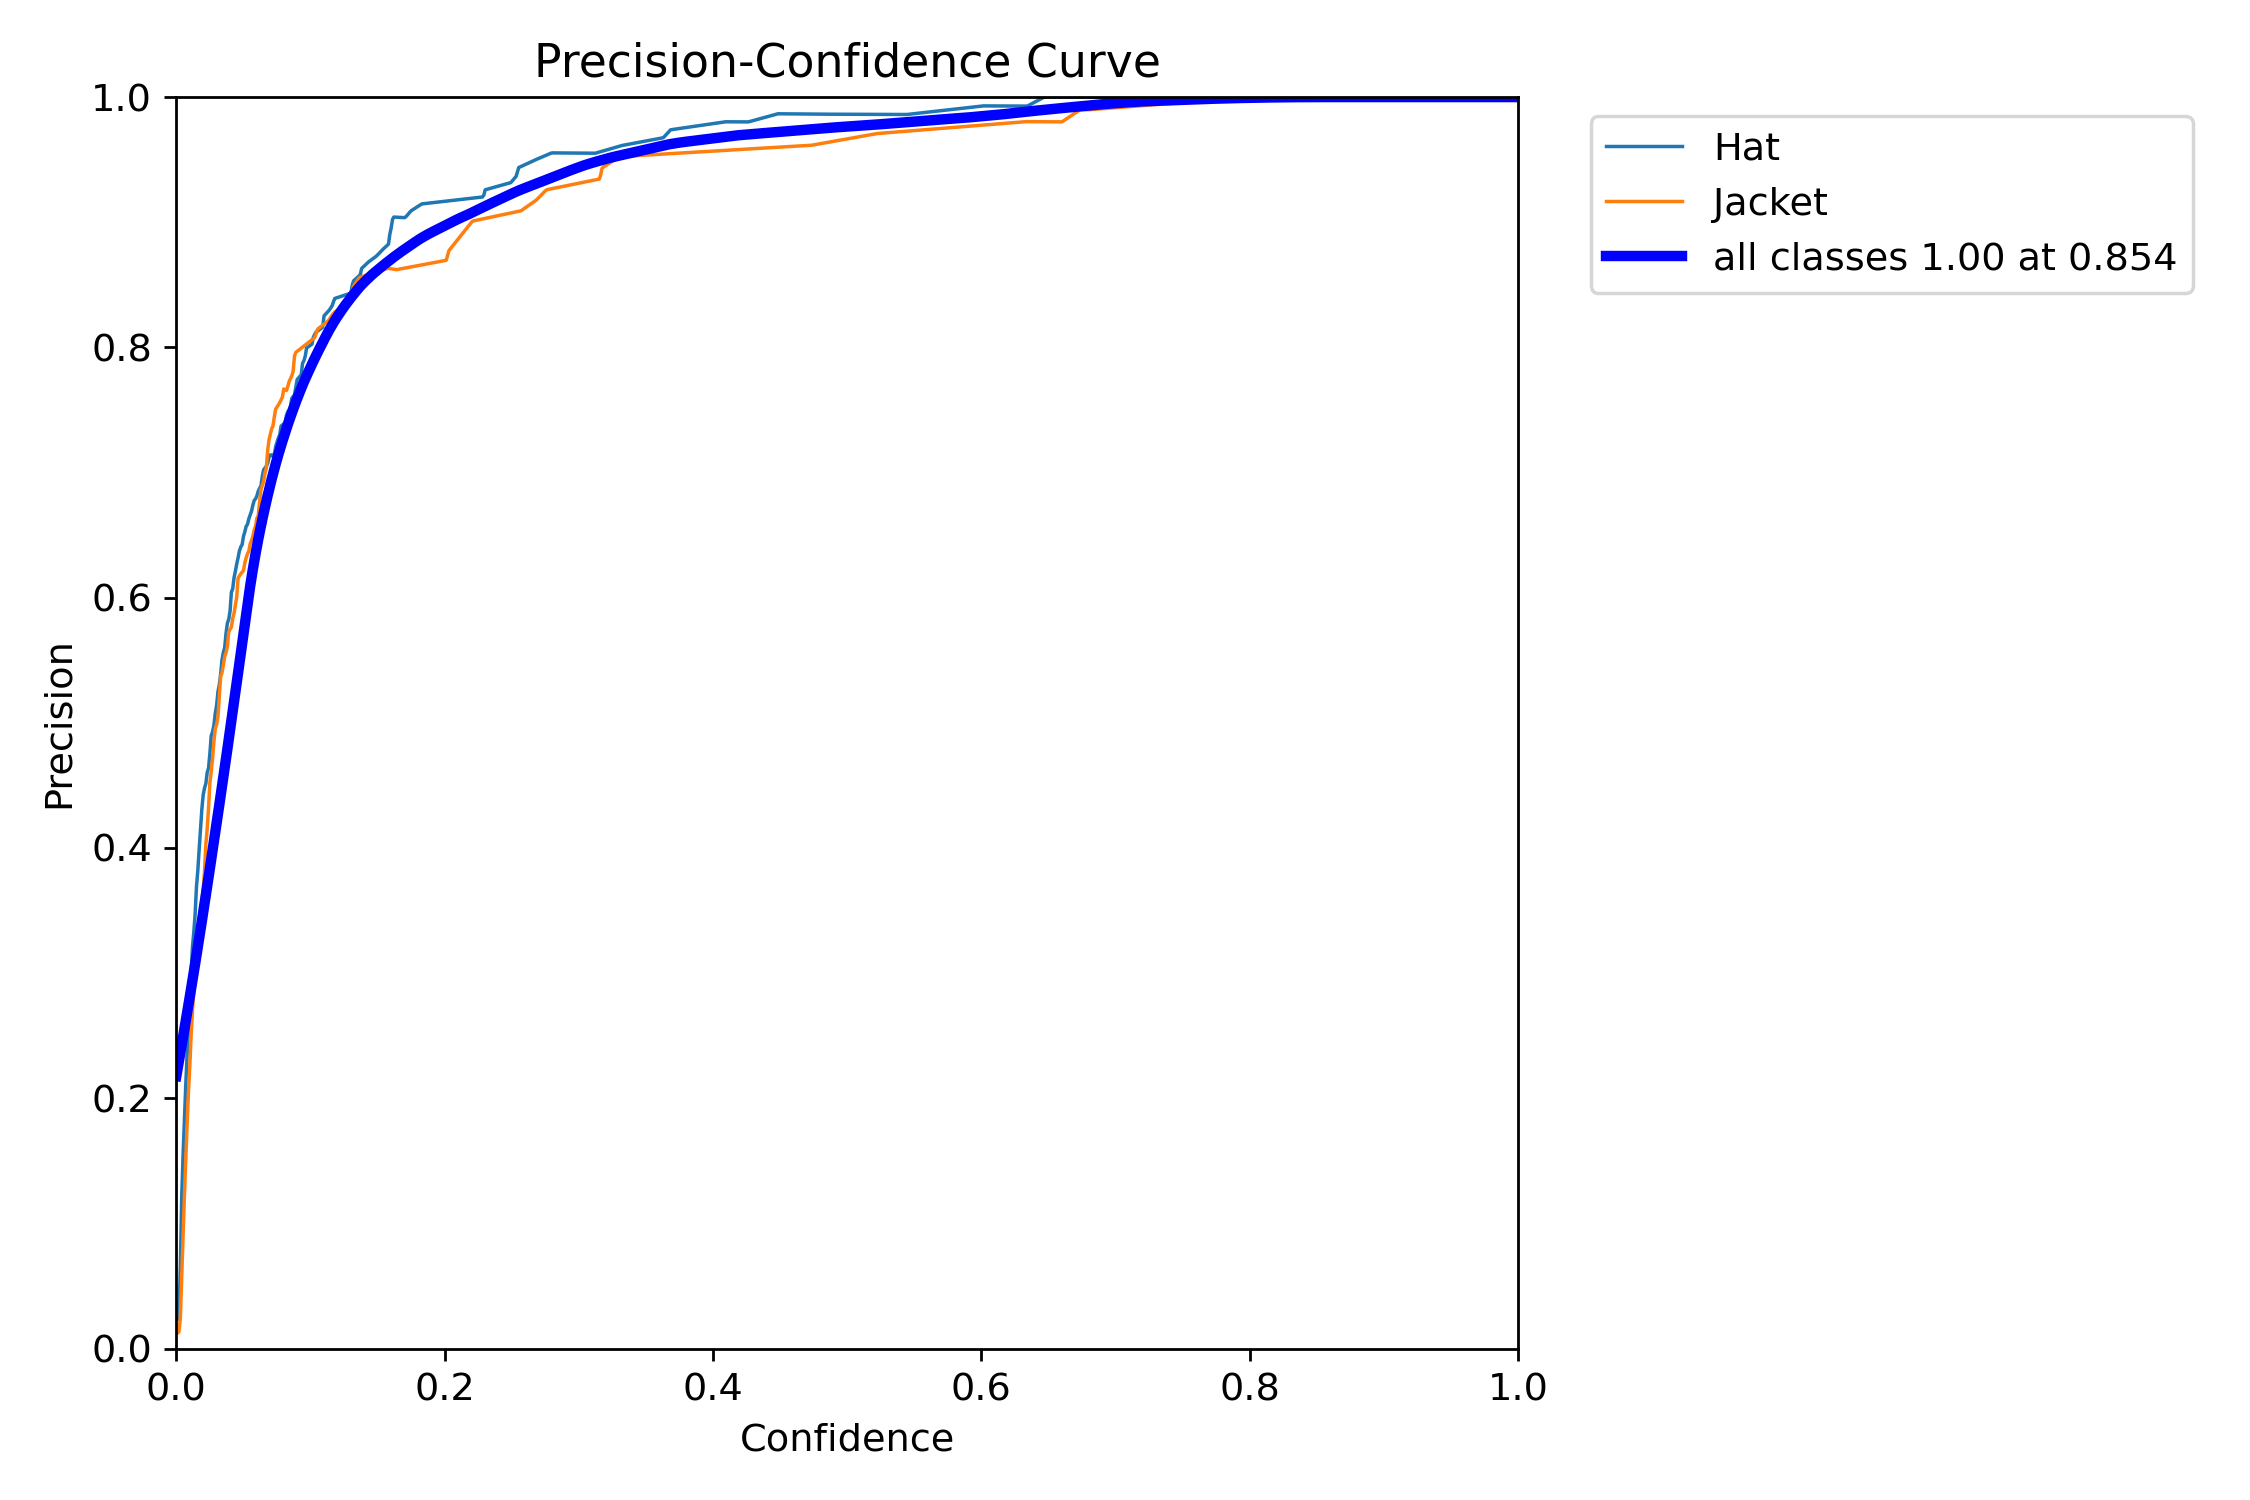 Precision-Confidence Curve
1.0
0.8
0.6
0.4
0.2
0.0
Precision
0.0 0.2 0.4 0.6 0.8 1.0
Confidence
Hat
Jacket
all classes 1.00 at 0.854